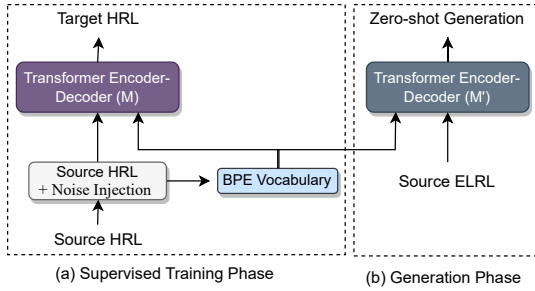 Target HRL
Transformer Encoder-
Decoder (M)
Source HRL
+ Noise Injection
BPE Vocabulary
Source HRL
(a) Supervised Training Phase
Zero-shot Generation
Transformer Encoder-
Decoder (M')
Source ELRL
(b) Generation Phase